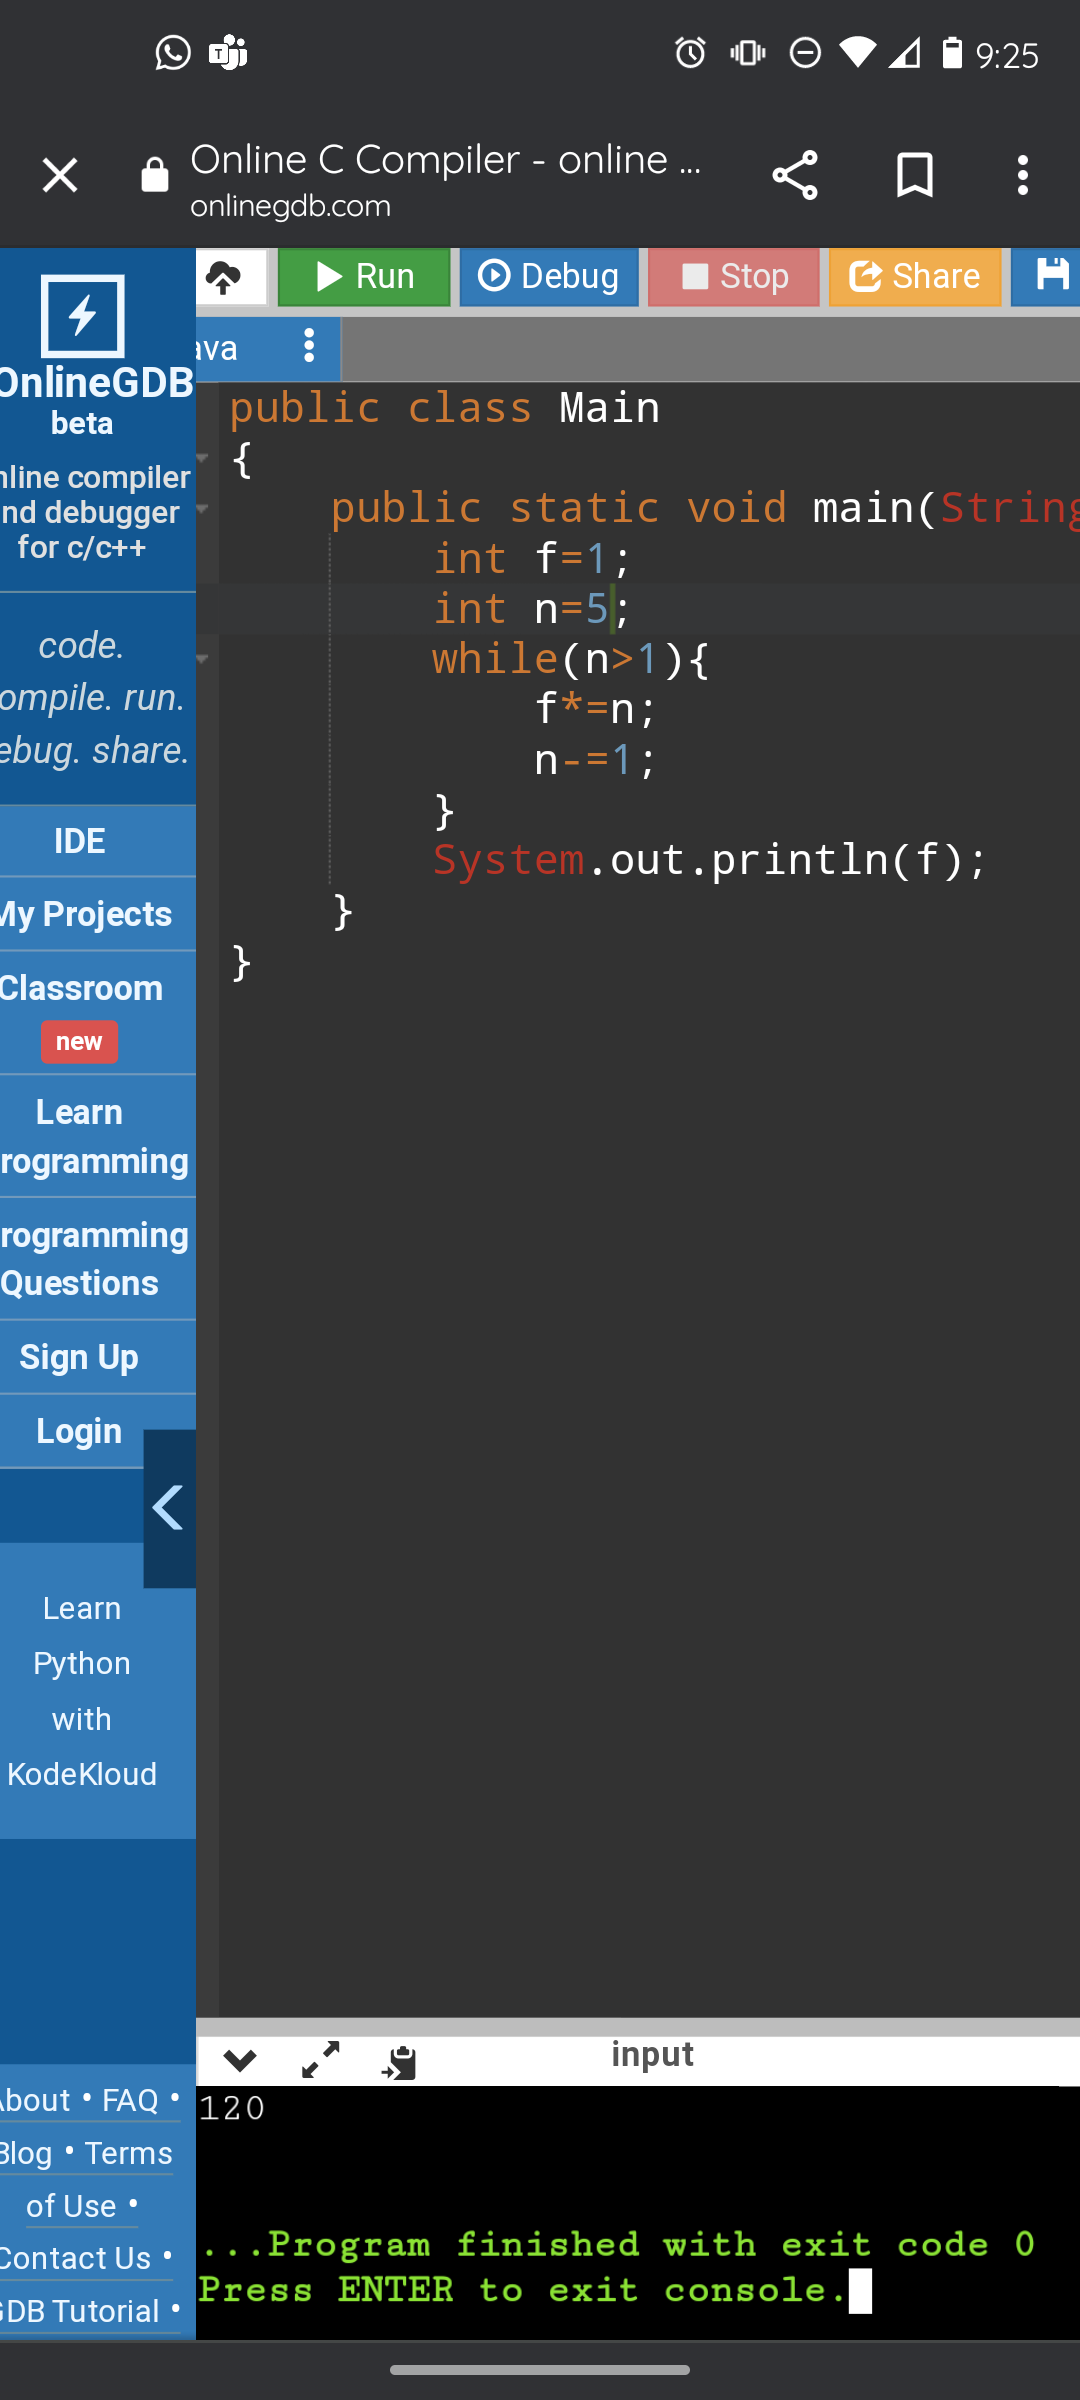 9:25
Online C Compiler - online ...
onlinegdb.com
Run Debug Stop Share
ava
OnlineGDB
beta
nline compiler
nd debugger
for c/c++
code.
ompile. run.
ebug. share.
IDE
My Projects
Classroom
new
Learn
rogramming
rogramming
Questions
Sign Up
Login
Learn
Python
with
KodeKloud
About • FAQ •
Blog • Terms
of Use •
Contact Us •
GDB Tutorial •
public class Main
{
    public static void main(String
        int f=1;
        int n=5;
        while(n>1){
            f*=n;
            n-=1;
        }
        System.out.println(f);
    }
}
input
120
...Program finished with exit code 0
Press ENTER to exit console.